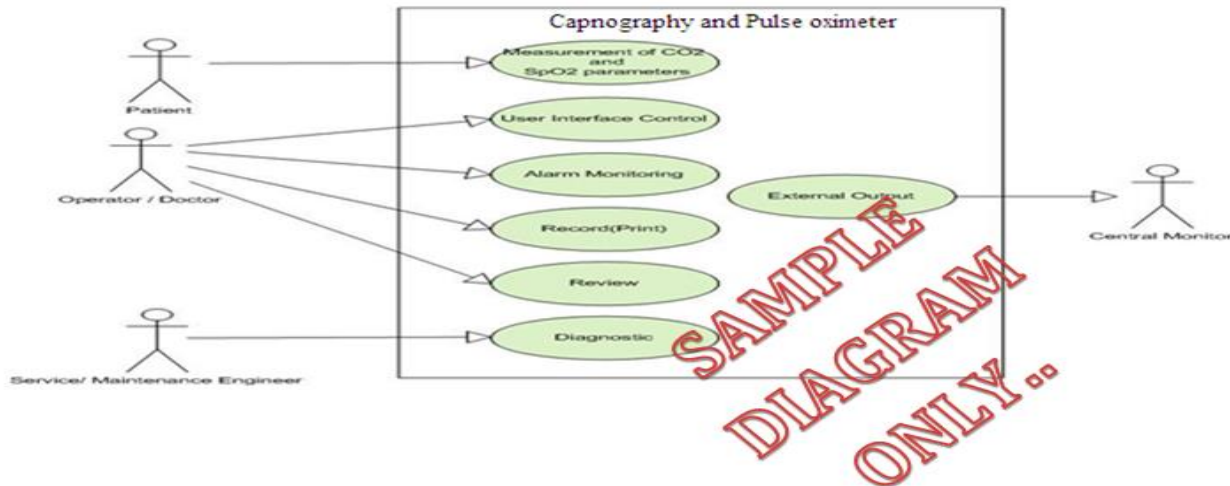 Capnography and Pulse oximeter
Measurement of CO2
and
SpO2 parameters
Patient
User Interface Control
Operator / Doctor
Alarm Monitoring
External Output
Central Monitor
Record(Print)
Review
Diagnostic
Service/ Maintenance Engineer
SAMPLE
DIAGRAM
ONLY..